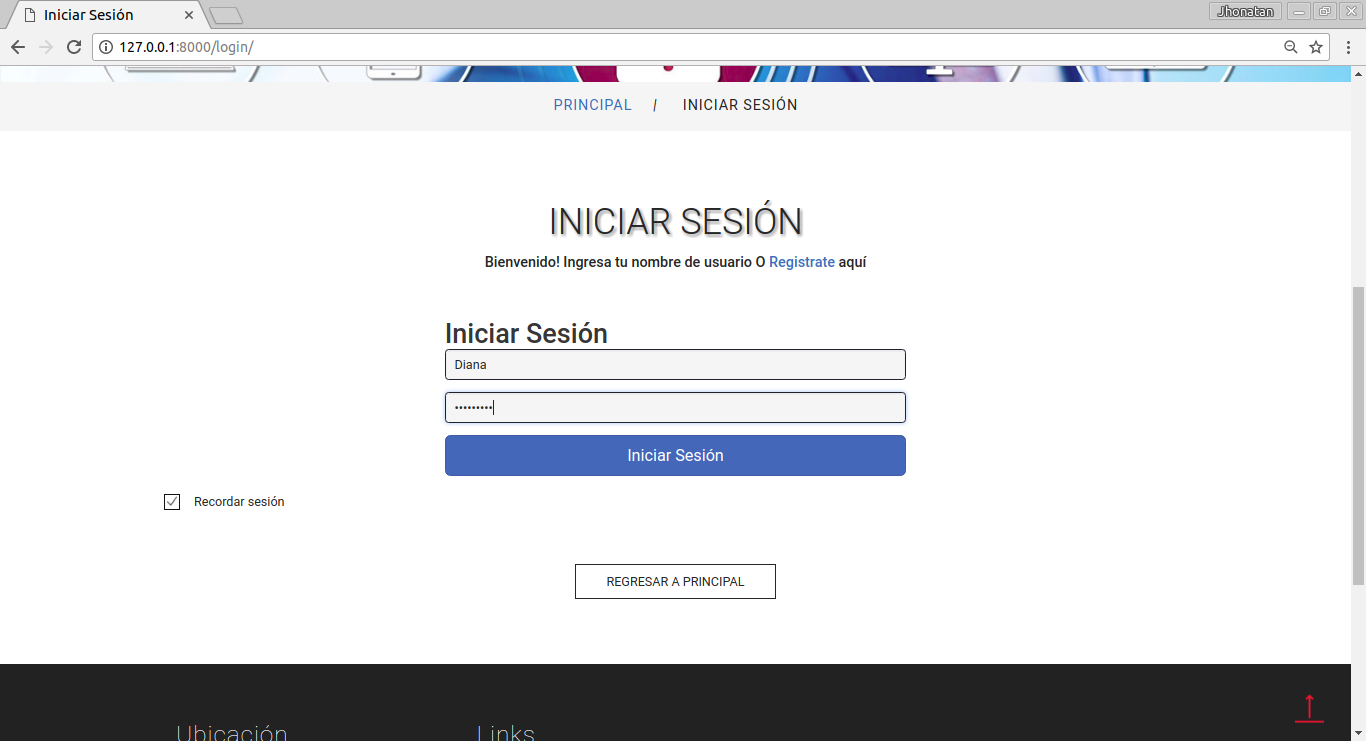 Iniciar Sesión
Jhonatan
127.0.0.1:8000/login/
PRINCIPAL / INICIAR SESIÓN
INICIAR SESIÓN
Bienvenido! Ingresa tu nombre de usuario O Registrate aquí
Iniciar Sesión
Diana
•••••••••
Iniciar Sesión
Recordar sesión
REGRESAR A PRINCIPAL
Ubicación Links